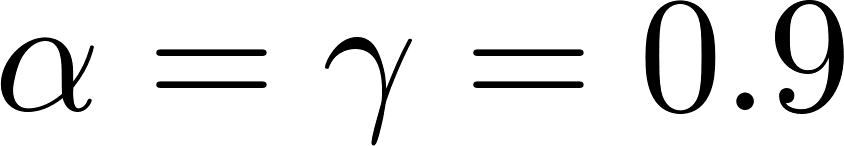 α = γ = 0.9